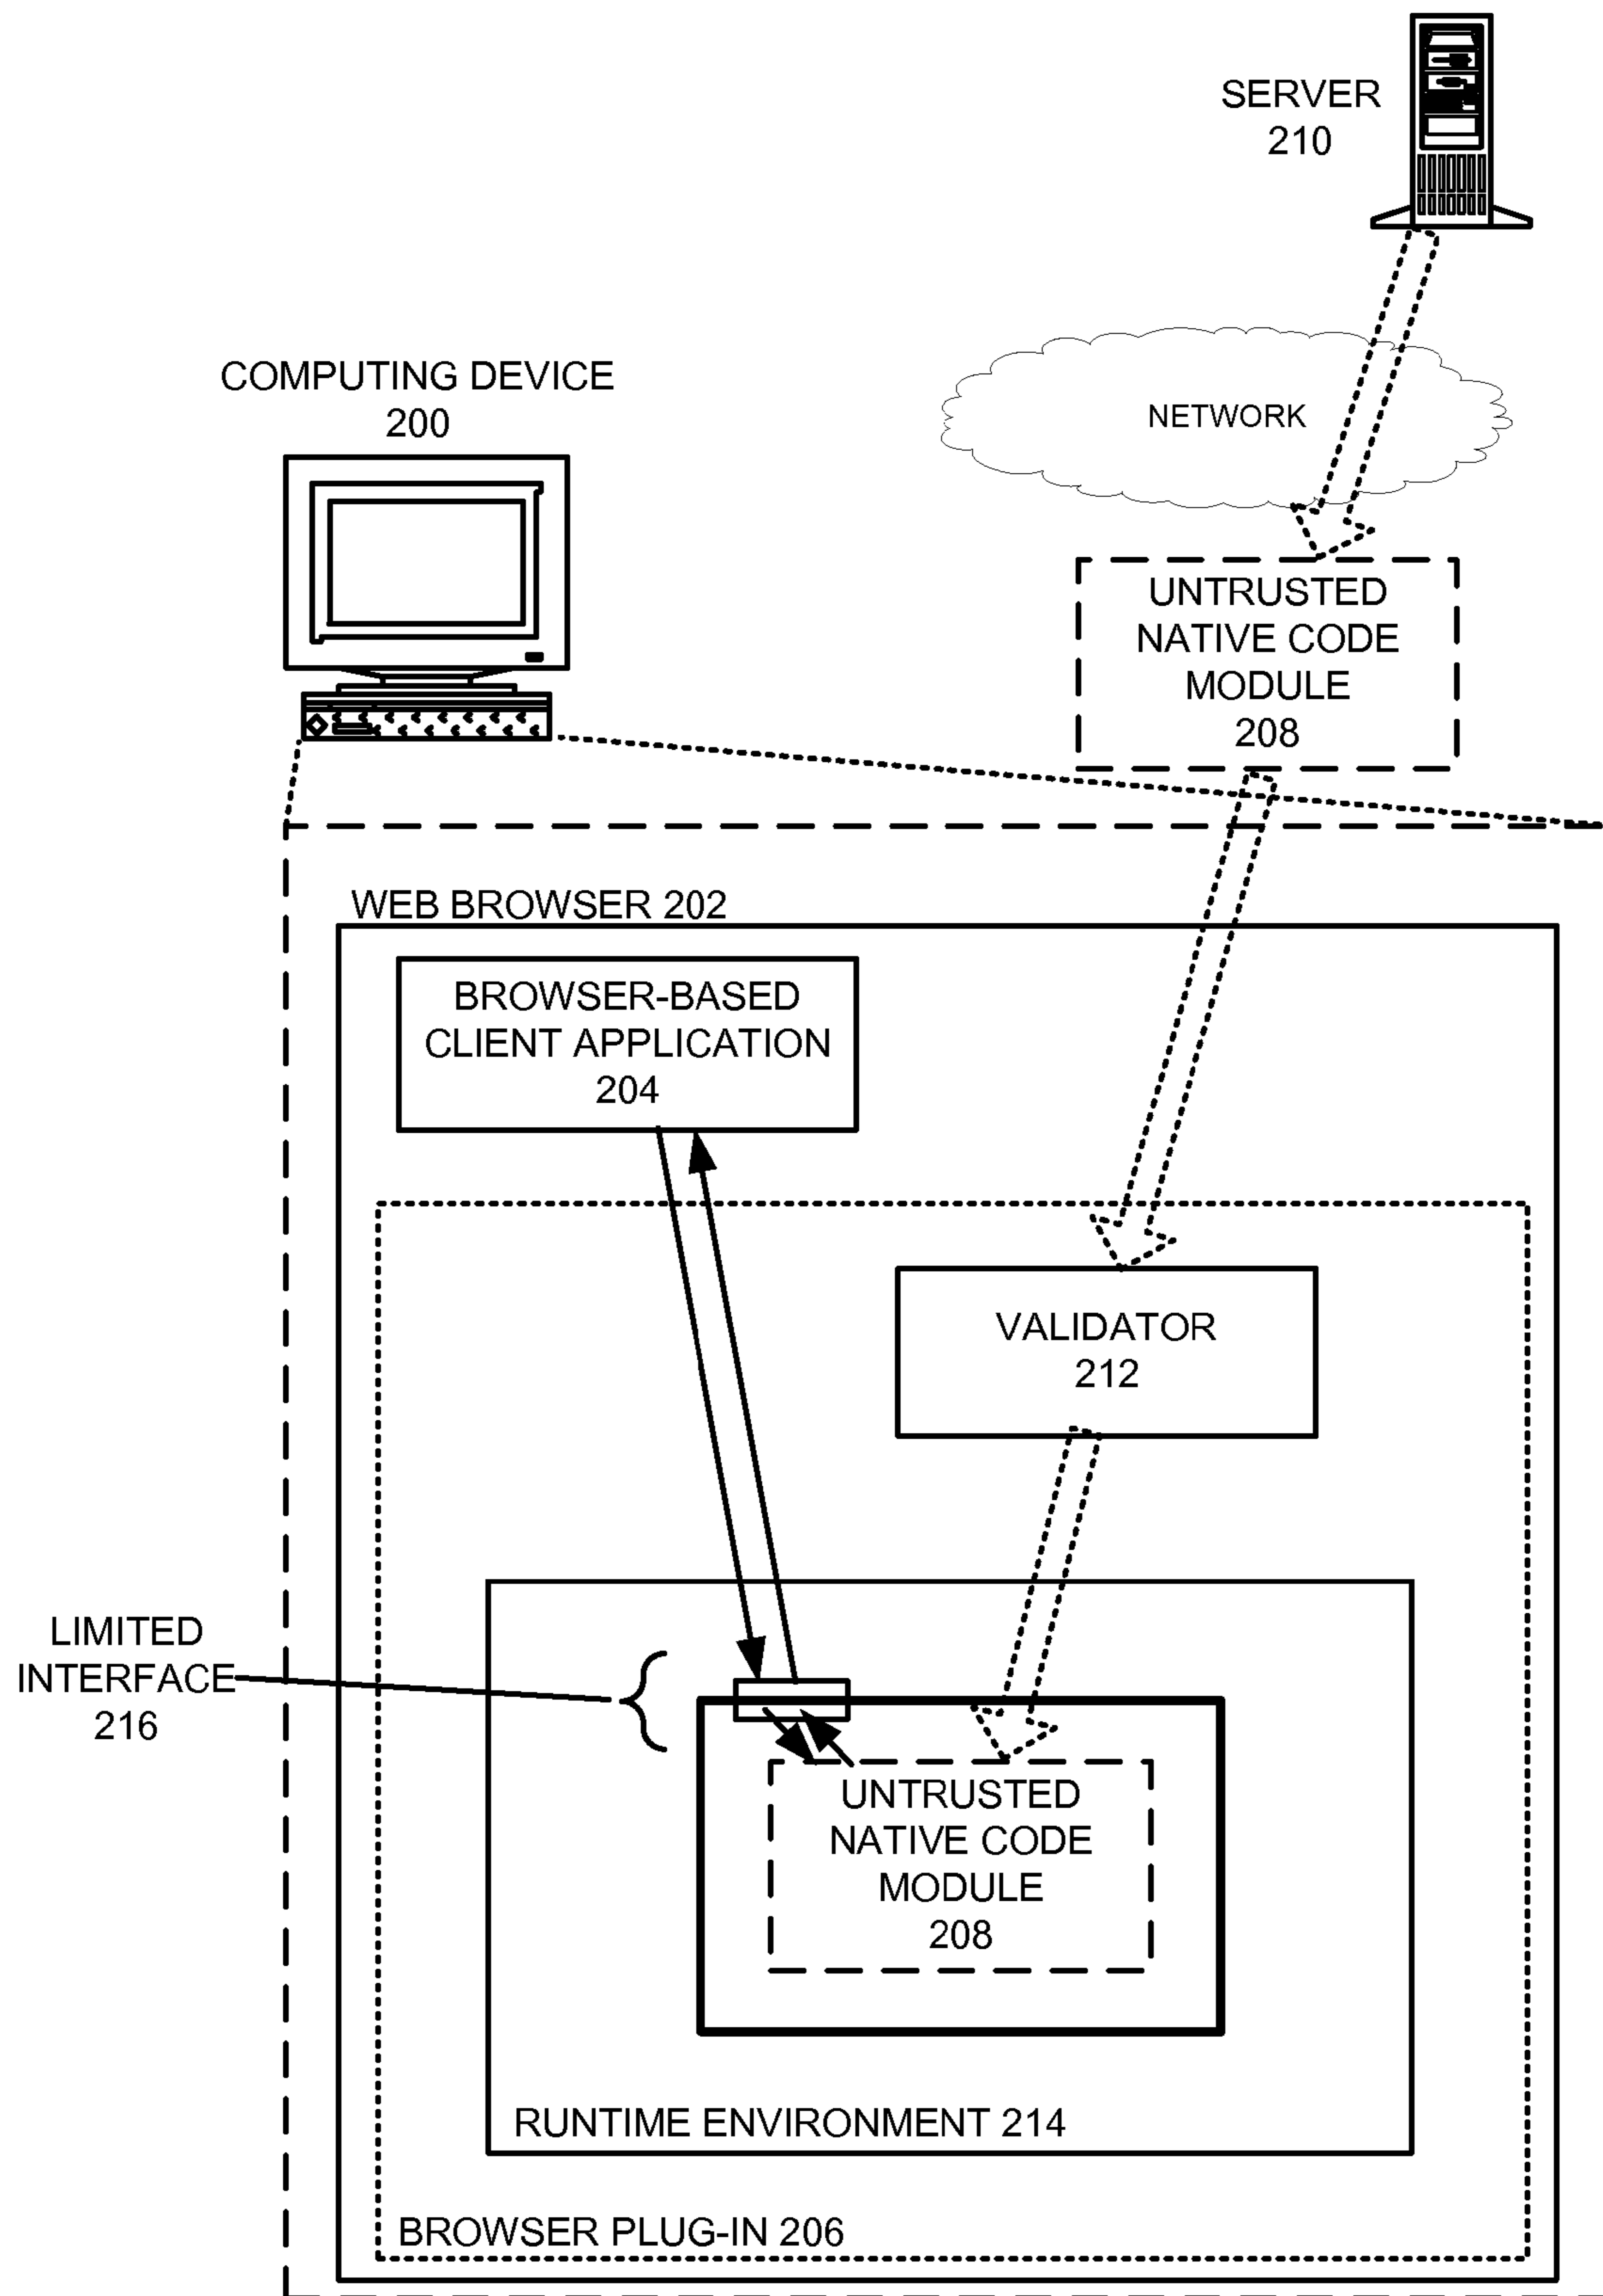 SERVER
210
COMPUTING DEVICE
200
NETWORK
UNTRUSTED
NATIVE CODE
MODULE
208
WEB BROWSER 202
BROWSER-BASED
CLIENT APPLICATION
204
VALIDATOR
212
LIMITED
INTERFACE
216
UNTRUSTED
NATIVE CODE
MODULE
208
RUNTIME ENVIRONMENT 214
BROWSER PLUG-IN 206